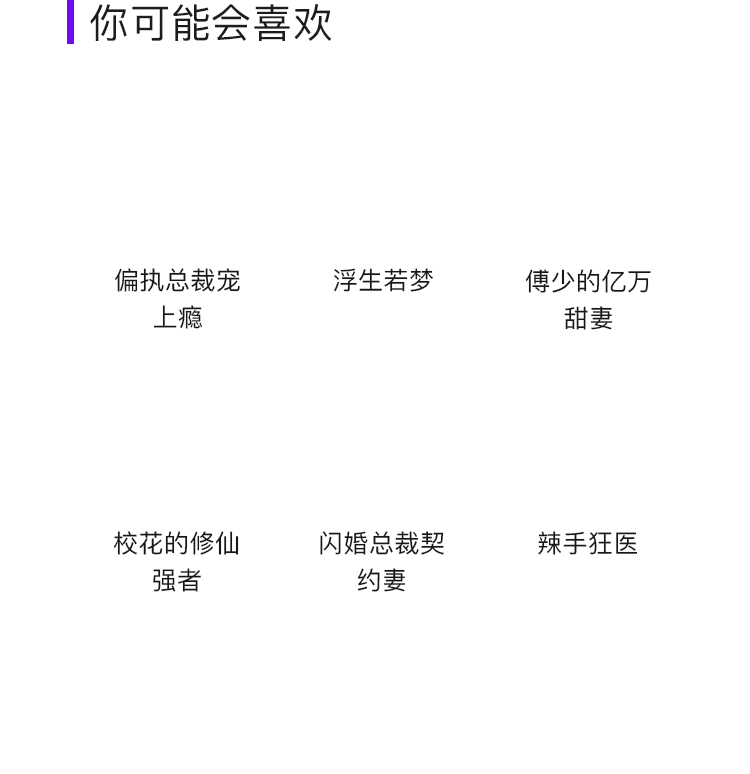 你可能会喜欢
偏执总裁宠
上瘾
浮生若梦
傅少的亿万
甜妻
校花的修仙
强者
闪婚总裁契
约妻
辣手狂医